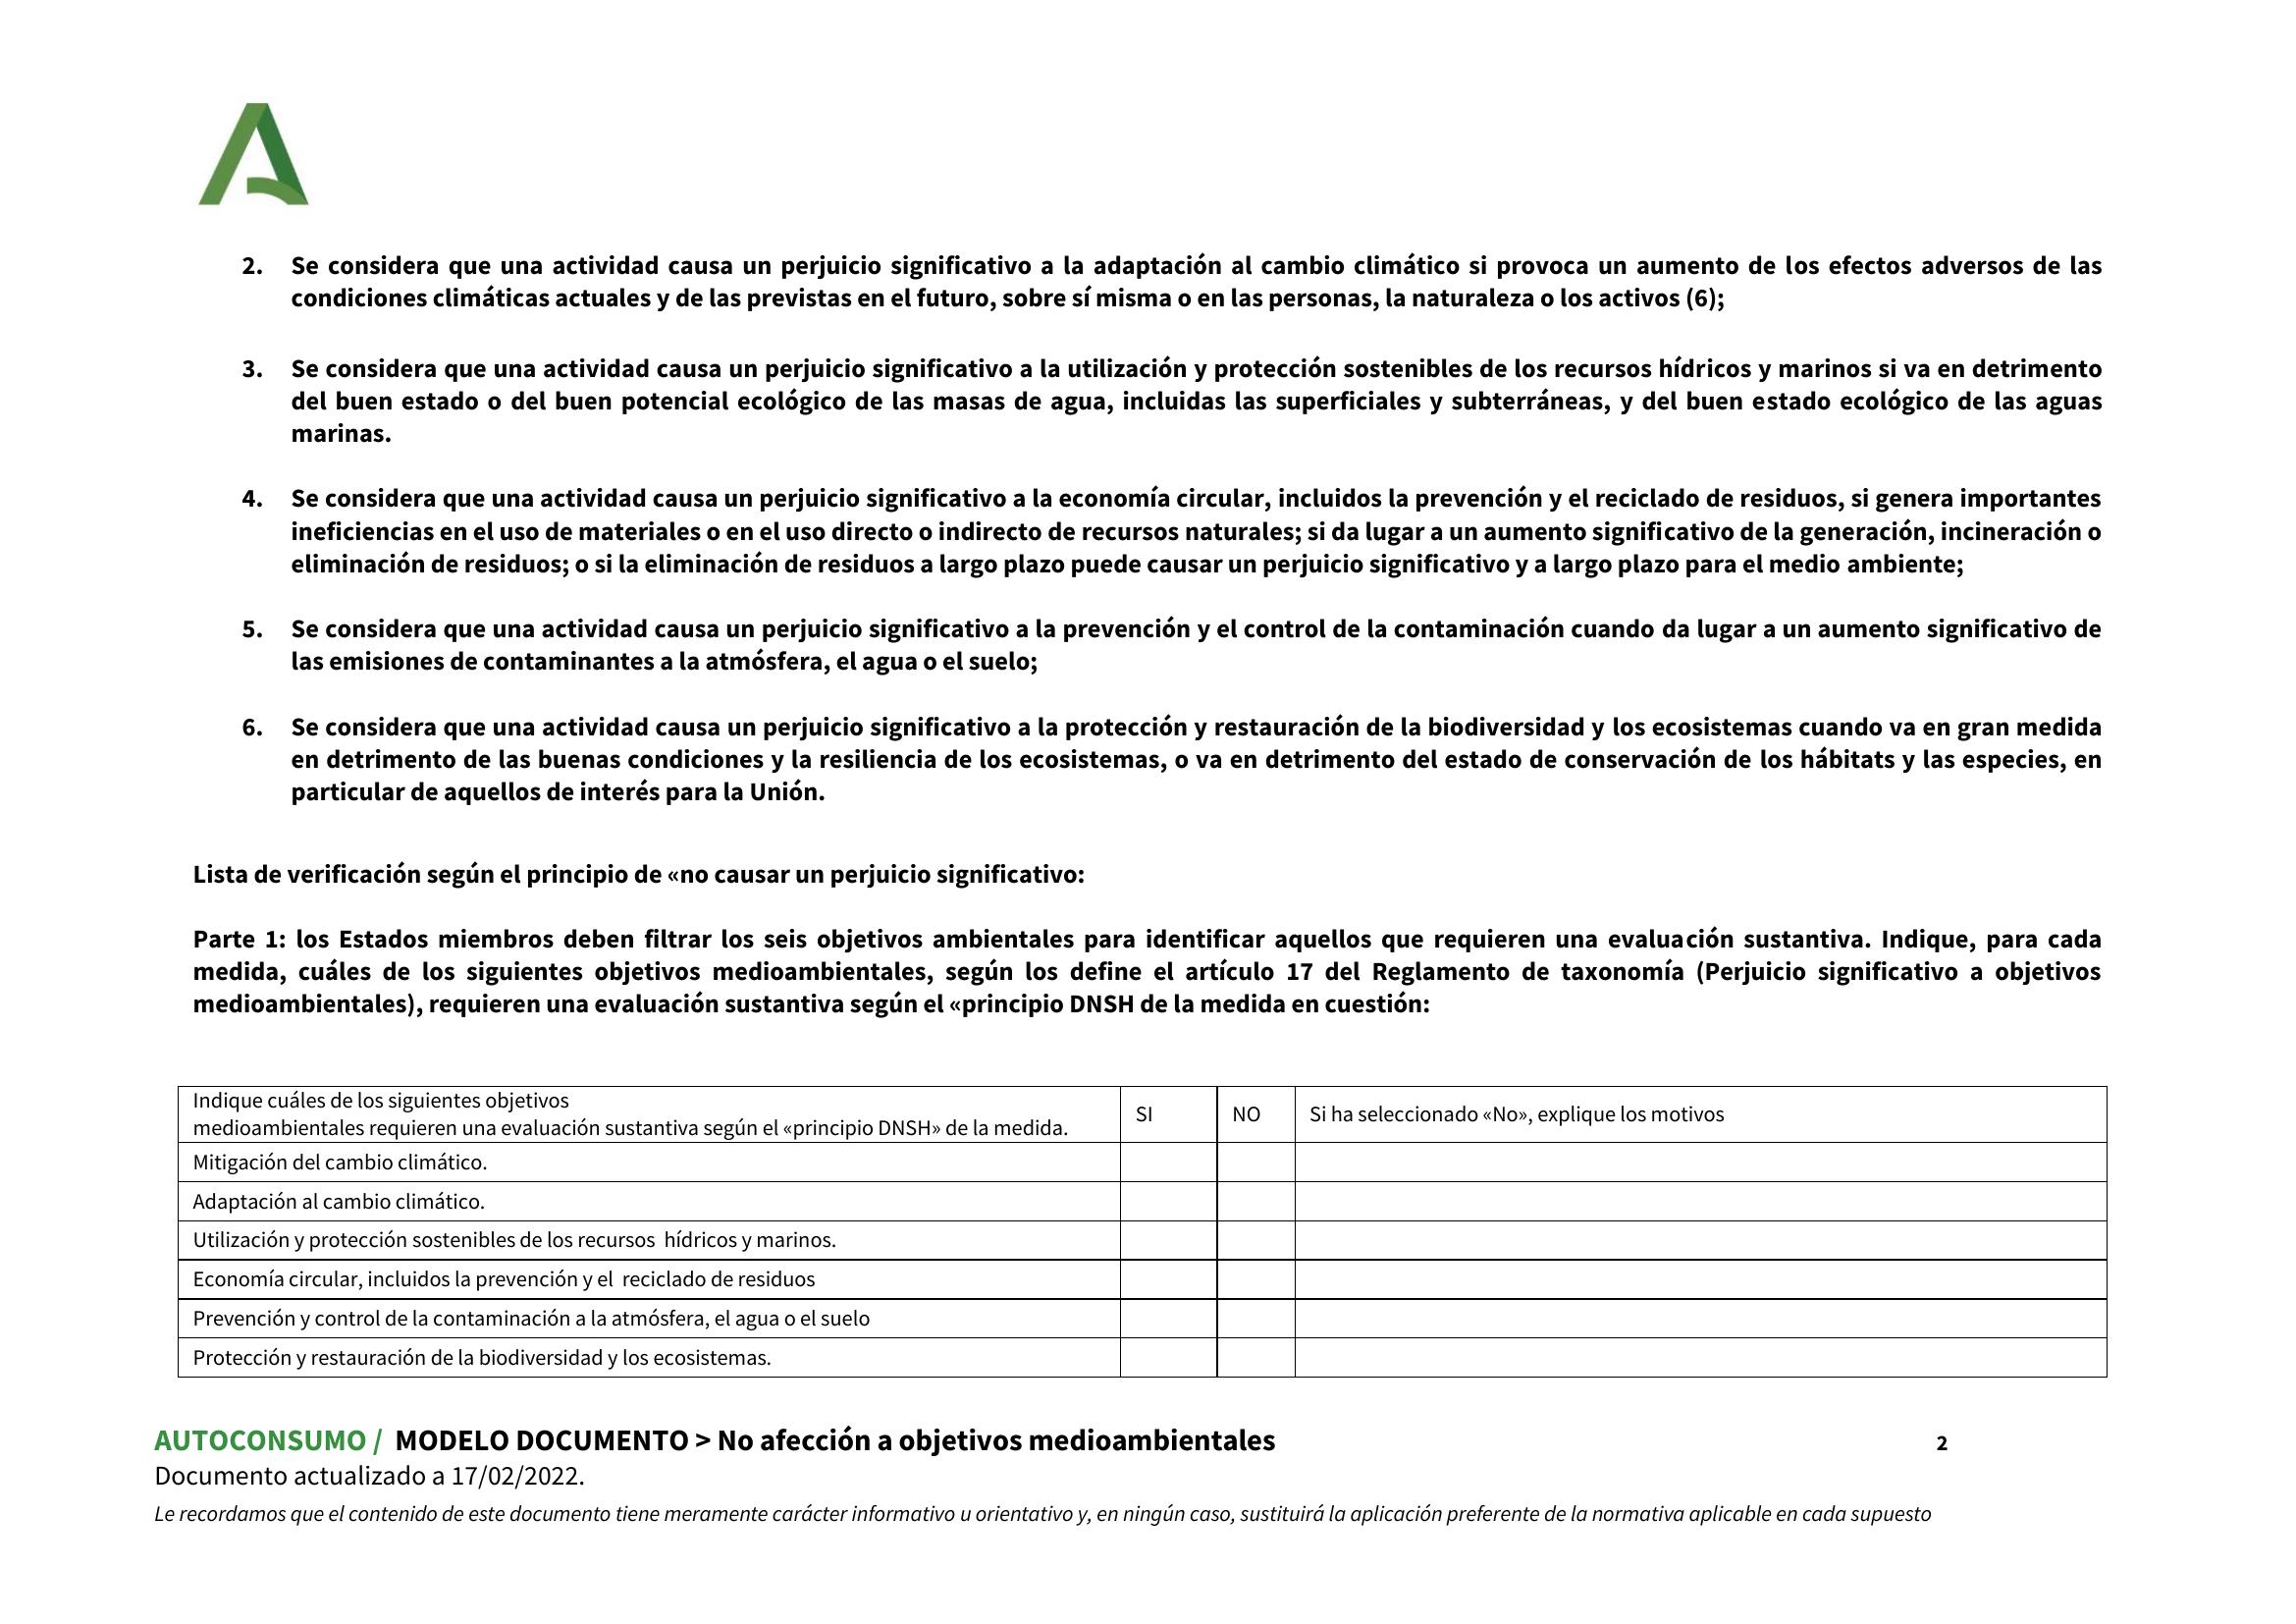 2. Se considera que una actividad causa un perjuicio significativo a la adaptación al cambio climático si provoca un aumento de los efectos adversos de las
condiciones climáticas actuales y de las previstas en el futuro, sobre sí misma o en las personas, la naturaleza o los activos (6);
3. Se considera que una actividad causa un perjuicio significativo a la utilización y protección sostenibles de los recursos hídricos y marinos si va en detrimento
del buen estado o del buen potencial ecológico de las masas de agua, incluidas las superficiales y subterráneas, y del buen estado ecológico de las aguas
marinas.
4. Se considera que una actividad causa un perjuicio significativo a la economía circular, incluidos la prevención y el reciclado de residuos, si genera importantes
ineficiencias en el uso de materiales o en el uso directo o indirecto de recursos naturales; si da lugar a un aumento significativo de la generación, incineración o
eliminación de residuos; o si la eliminación de residuos a largo plazo puede causar un perjuicio significativo y a largo plazo para el medio ambiente;
5. Se considera que una actividad causa un perjuicio significativo a la prevención y el control de la contaminación cuando da lugar a un aumento significativo de
las emisiones de contaminantes a la atmósfera, el agua o el suelo;
6. Se considera que una actividad causa un perjuicio significativo a la protección y restauración de la biodiversidad y los ecosistemas cuando va en gran medida
en detrimento de las buenas condiciones y la resiliencia de los ecosistemas, o va en detrimento del estado de conservación de los hábitats y las especies, en
particular de aquellos de interés para la Unión.
Lista de verificación según el principio de «no causar un perjuicio significativo:
Parte 1: los Estados miembros deben filtrar los seis objetivos ambientales para identificar aquellos que requieren una evaluación sustantiva. Indique, para cada
medida, cuáles de los siguientes objetivos medioambientales, según los define el artículo 17 del Reglamento de taxonomía (Perjuicio significativo a objetivos
medioambientales), requieren una evaluación sustantiva según el «principio DNSH de la medida en cuestión:
Indique cuáles de los siguientes objetivos
medioambientales requieren una evaluación sustantiva según el «principio DNSH» de la medida.
SI
NO
Si ha seleccionado «No», explique los motivos
Mitigación del cambio climático.
Adaptación al cambio climático.
Utilización y protección sostenibles de los recursos hídricos y marinos.
Economía circular, incluidos la prevención y el reciclado de residuos
Prevención y control de la contaminación a la atmósfera, el agua o el suelo
Protección y restauración de la biodiversidad y los ecosistemas.
AUTOCONSUMO / MODELO DOCUMENTO > No afección a objetivos medioambientales 2
Documento actualizado a 17/02/2022.
Le recordamos que el contenido de este documento tiene meramente carácter informativo u orientativo y, en ningún caso, sustituirá la aplicación preferente de la normativa aplicable en cada supuesto